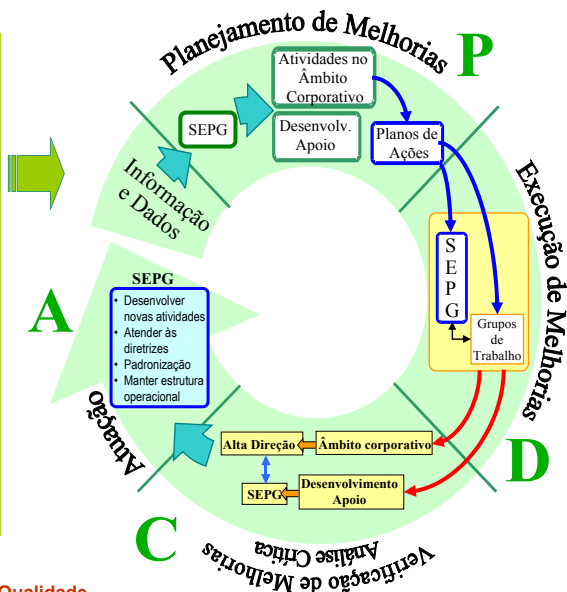 Planejamento de Melhorias
P
Atividades no
Âmbito
Corporativo
SEPG
Desenvolv.
Apoio
Planos de
Ações
Informação
e Dados
Execução de Melhorias
S
E
P
G
Grupos
de
Trabalho
D
SEPG
• Desenvolver
novas atividades
• Atender às
diretrizes
• Padronização
• Manter estrutura
operacional
A
Atuação
Alta Direção
Âmbito corporativo
SEPG
Desenvolvimento
Apoio
C
Análise Crítica
Verificação de Melhorias
Qualidade